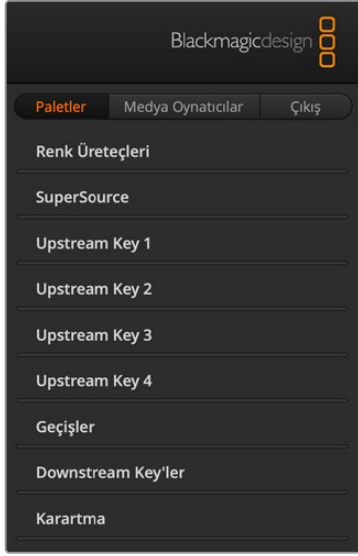 Blackmagicdesign
Paletler Medya Oynatıcılar Çıkış
Renk Üreteçleri
SuperSource
Upstream Key 1
Upstream Key 2
Upstream Key 3
Upstream Key 4
Geçişler
Downstream Key'ler
Karartma